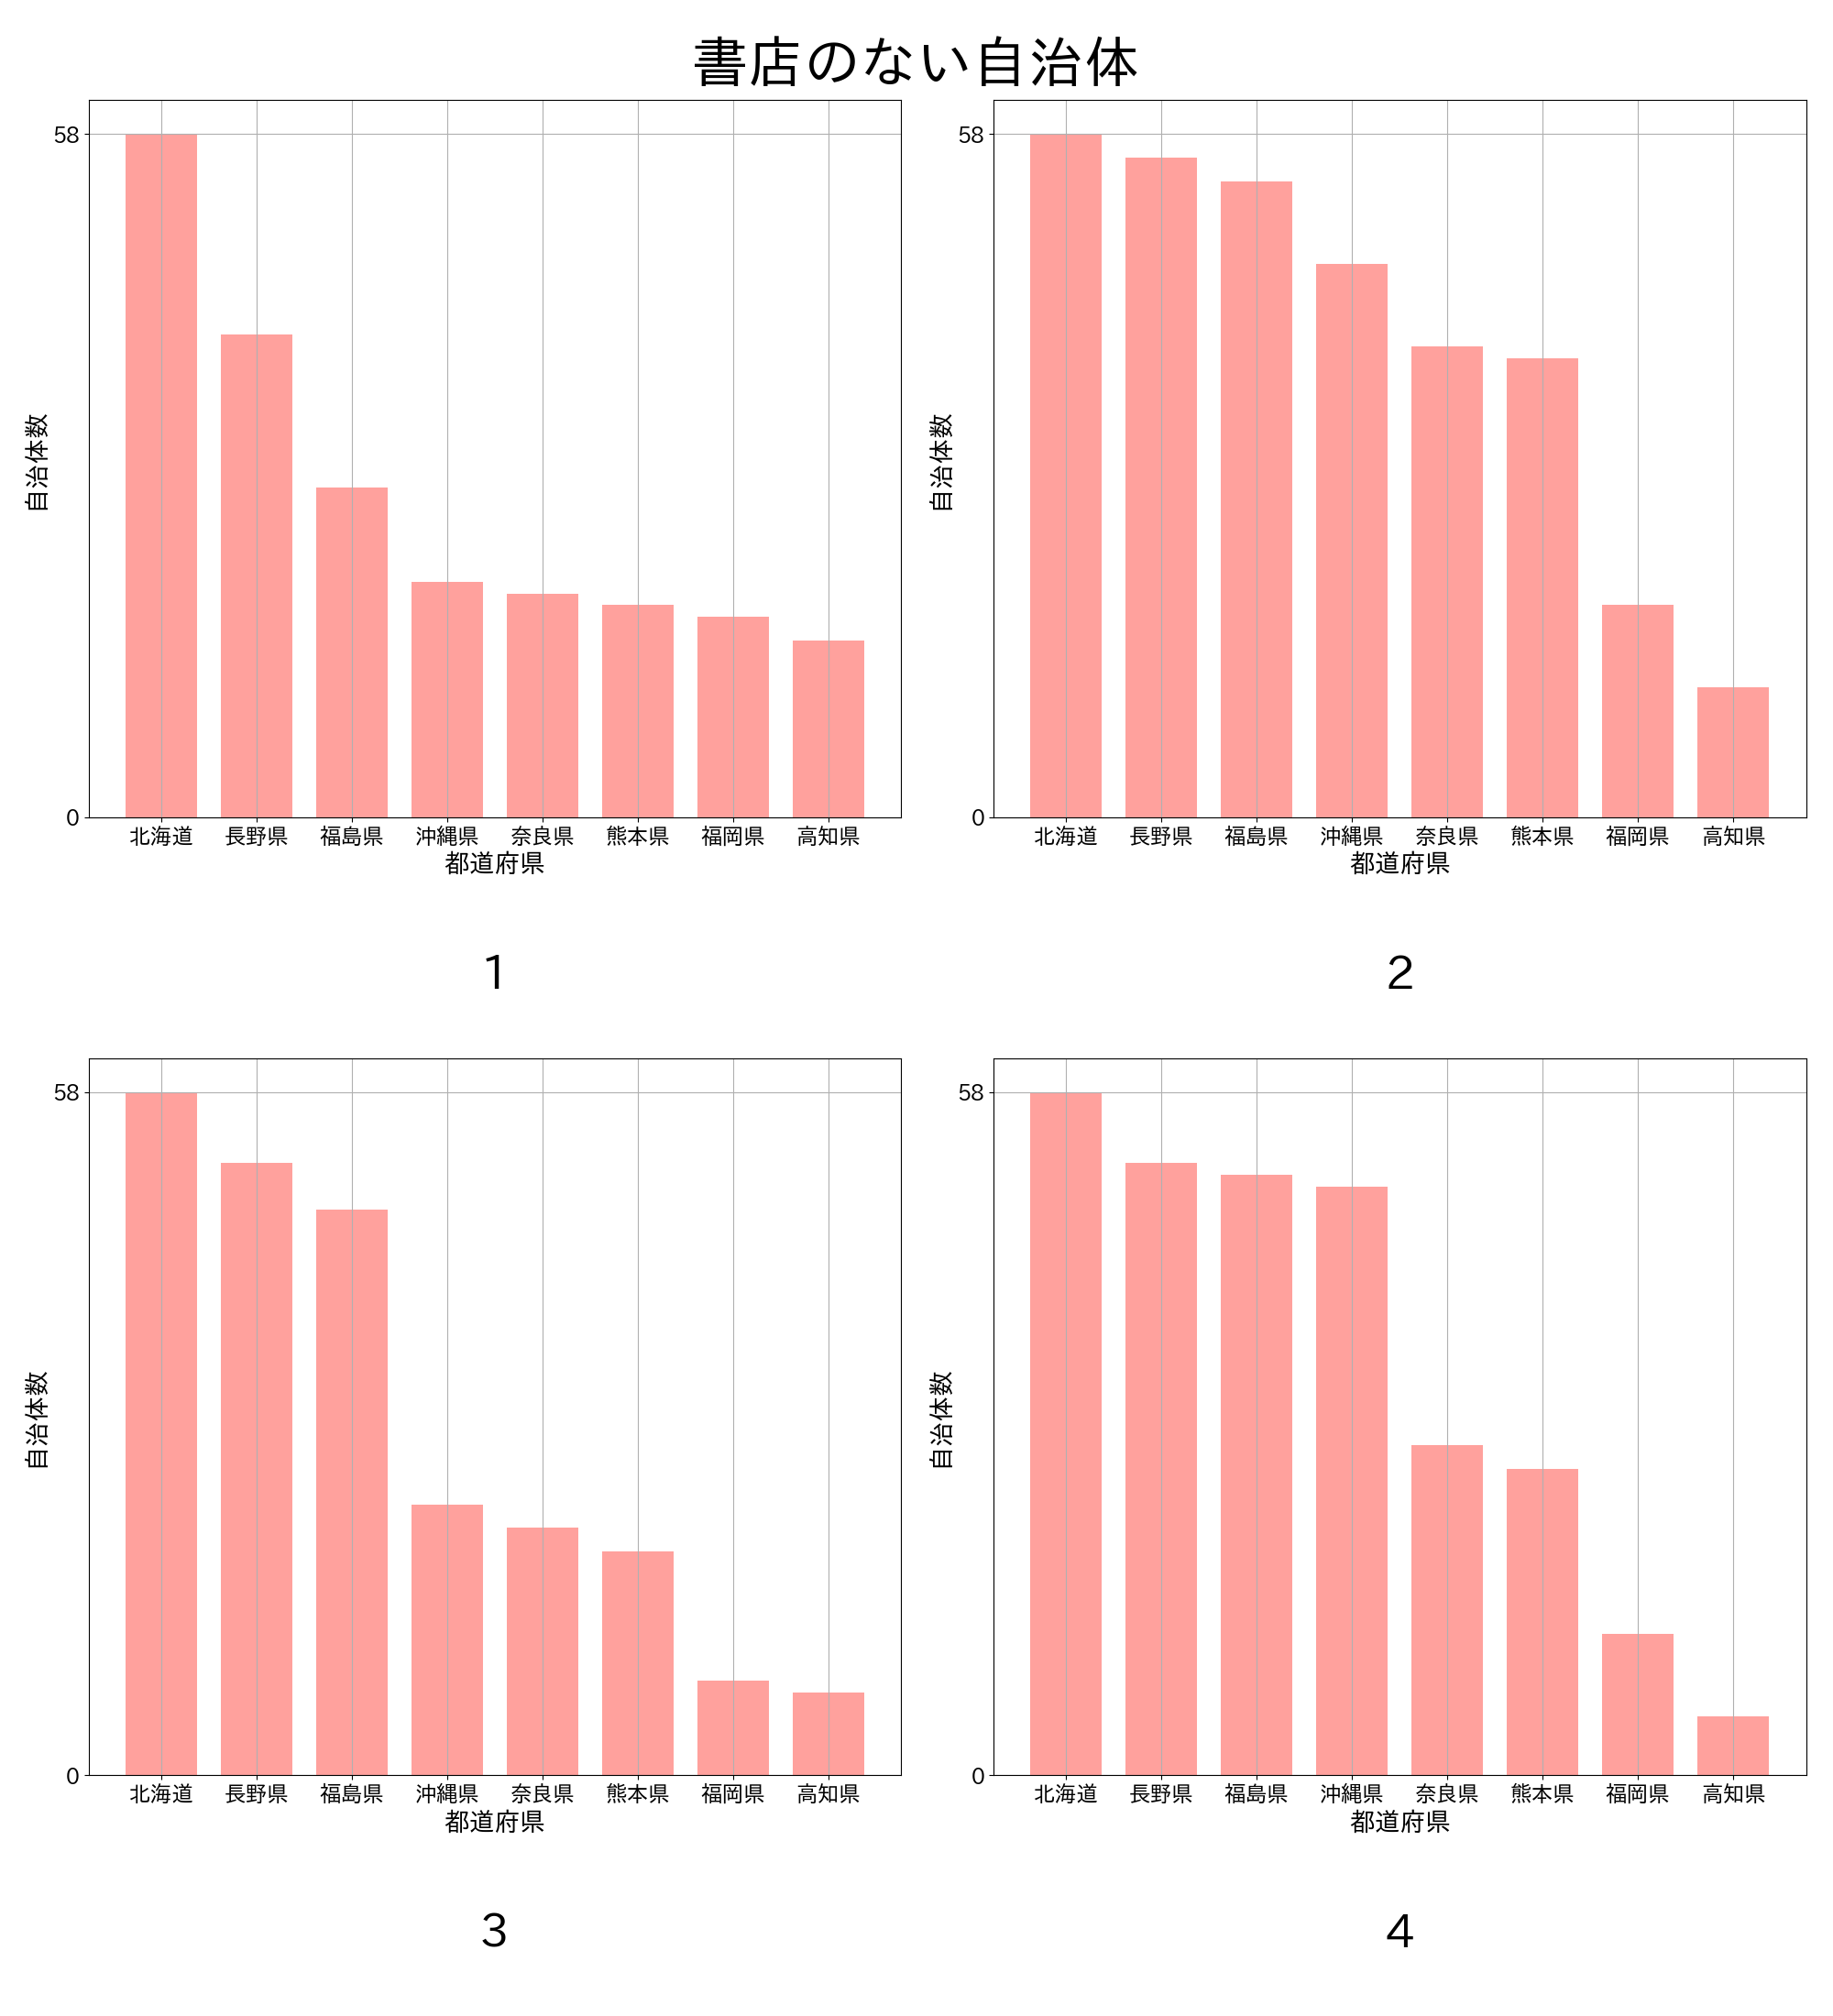 書店のない自治体
58
0
自治体数
北海道 長野県 福島県 沖縄県 奈良県 熊本県 福岡県 高知県
都道府県
1
58
0
自治体数
北海道 長野県 福島県 沖縄県 奈良県 熊本県 福岡県 高知県
都道府県
2
58
0
自治体数
北海道 長野県 福島県 沖縄県 奈良県 熊本県 福岡県 高知県
都道府県
3
58
0
自治体数
北海道 長野県 福島県 沖縄県 奈良県 熊本県 福岡県 高知県
都道府県
4